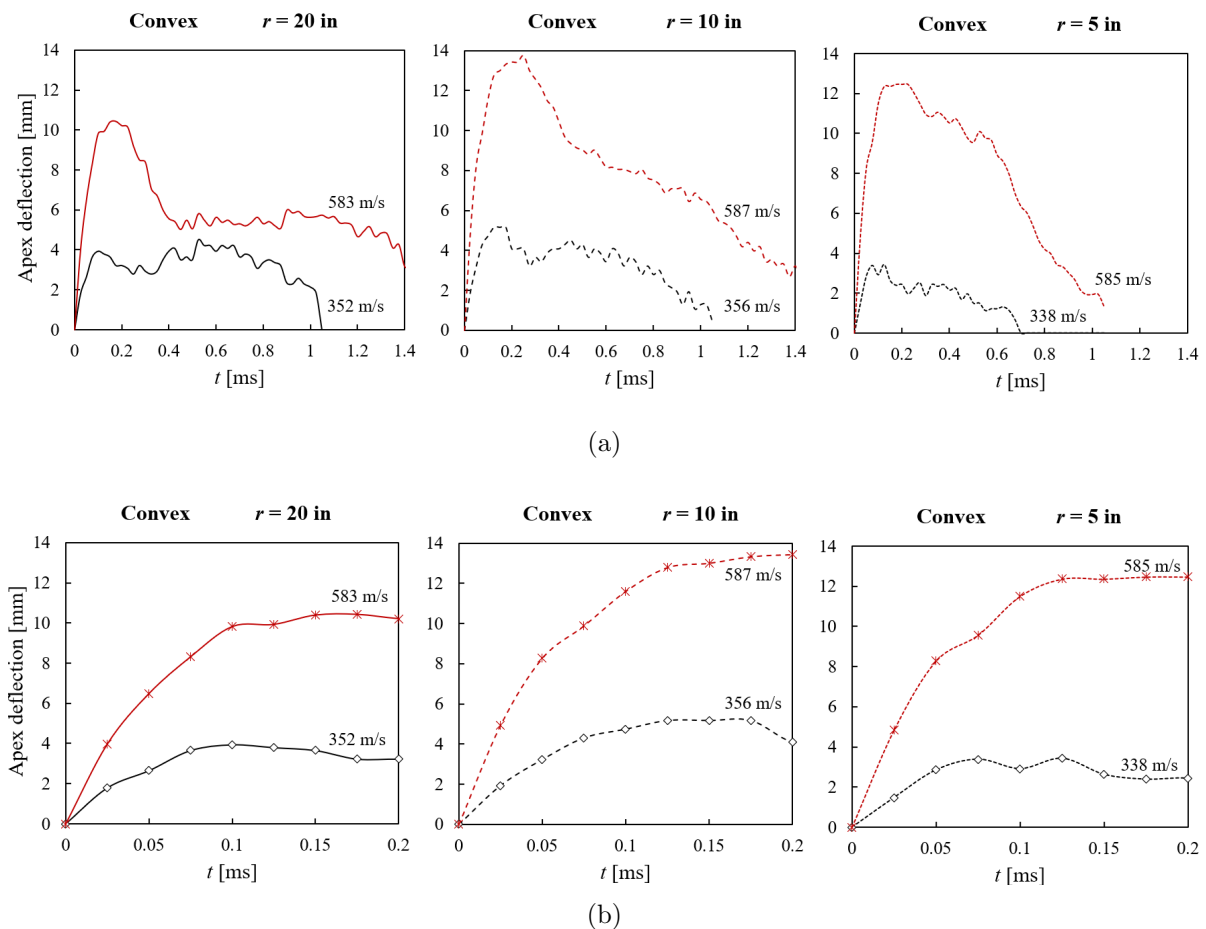 Convex r = 20 in
Convex r = 10 in
Convex r = 5 in
Apex deflection [mm]
14
12
10
8
6
4
2
0
583 m/s
352 m/s
0 0.2 0.4 0.6 0.8 1 1.2 1.4
t [ms]
14
12
10
8
6
4
2
0
587 m/s
356 m/s
0 0.2 0.4 0.6 0.8 1 1.2 1.4
t [ms]
14
12
10
8
6
4
2
0
585 m/s
338 m/s
0 0.2 0.4 0.6 0.8 1 1.2 1.4
t [ms]
(a)
Convex r = 20 in
Convex r = 10 in
Convex r = 5 in
Apex deflection [mm]
14
12
10
8
6
4
2
0
583 m/s
352 m/s
0 0.05 0.1 0.15 0.2
t [ms]
14
12
10
8
6
4
2
0
587 m/s
356 m/s
0 0.05 0.1 0.15 0.2
t [ms]
14
12
10
8
6
4
2
0
585 m/s
338 m/s
0 0.05 0.1 0.15 0.2
t [ms]
(b)